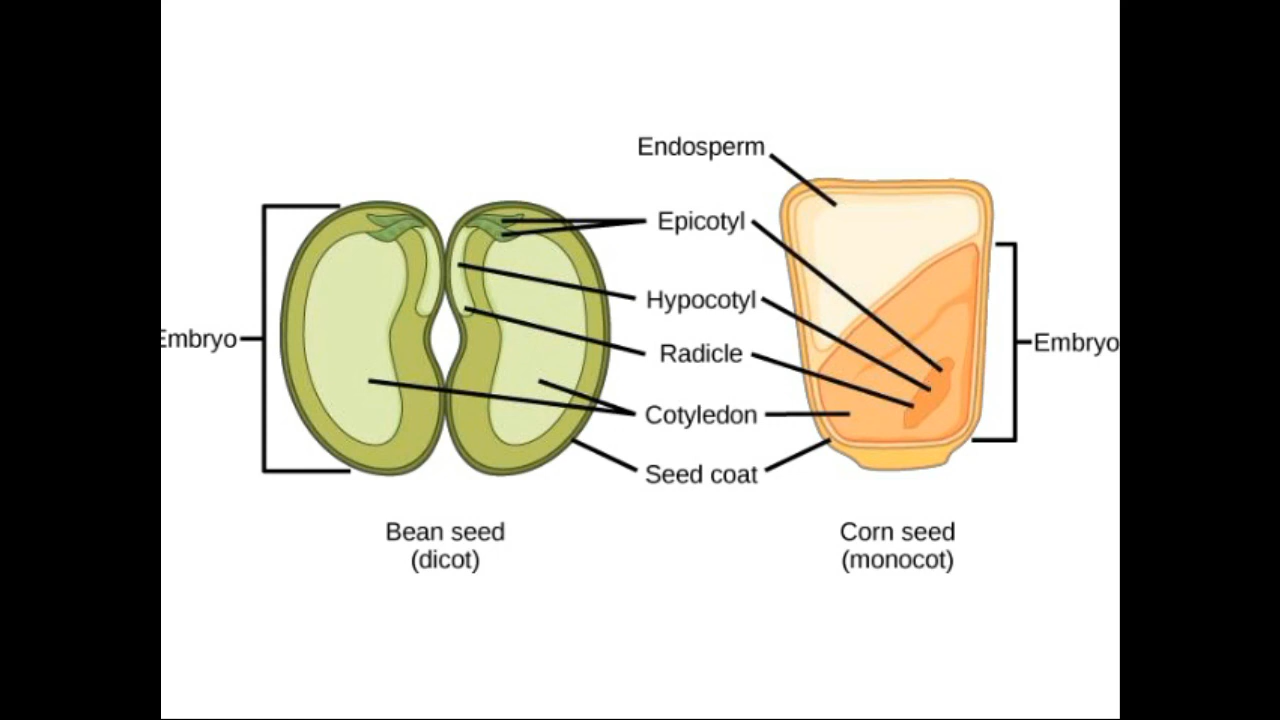 Endosperm
Epicotyl
Hypocotyl
Embryo
Radicle
Embryo
Cotyledon
Seed coat
Bean seed
(dicot)
Corn seed
(monocot)